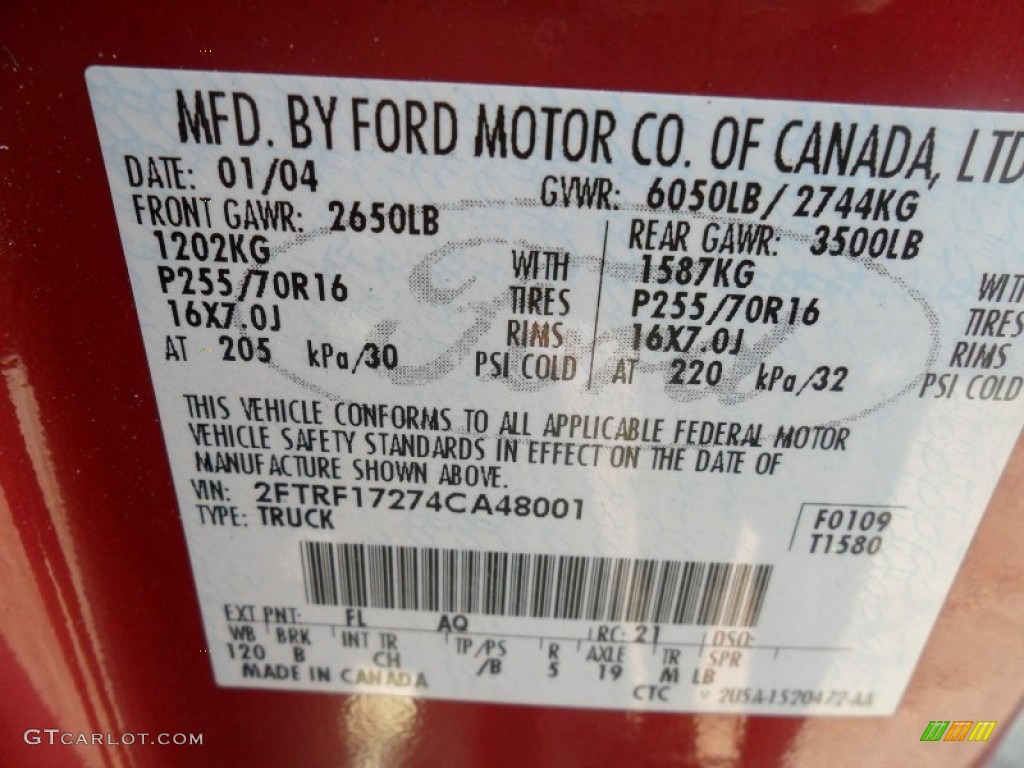 MFD. BY FORD MOTOR CO. OF CANADA, LTD
DATE: 01/04 GVWR: 6050LB/2744KG
FRONT GAWR: 2650LB REAR GAWR: 3500LB
1202KG WITH 1587KG WITH
P255/70R16 TIRES P255/70R16 TIRES
16X7.0J RIMS 16X7.0J RIMS
AT 205 kPa/30 PSI COLD AT 220 kPa/32 PSI COLD
Ford
THIS VEHICLE CONFORMS TO ALL APPLICABLE FEDERAL MOTOR
VEHICLE SAFETY STANDARDS IN EFFECT ON THE DATE OF
MANUFACTURE SHOWN ABOVE.
VIN: 2FTRF17274CA48001
TYPE: TRUCK
F0109
T1580
EXT PNT: FL AQ LRC: 21 DSO:
WB BRK INT TR TP/PS R AXLE TR SPR
120 B CH /B 5 19 M LB
MADE IN CANADA
CTC 2U5A-1520472-AA
GTCARLOT.COM